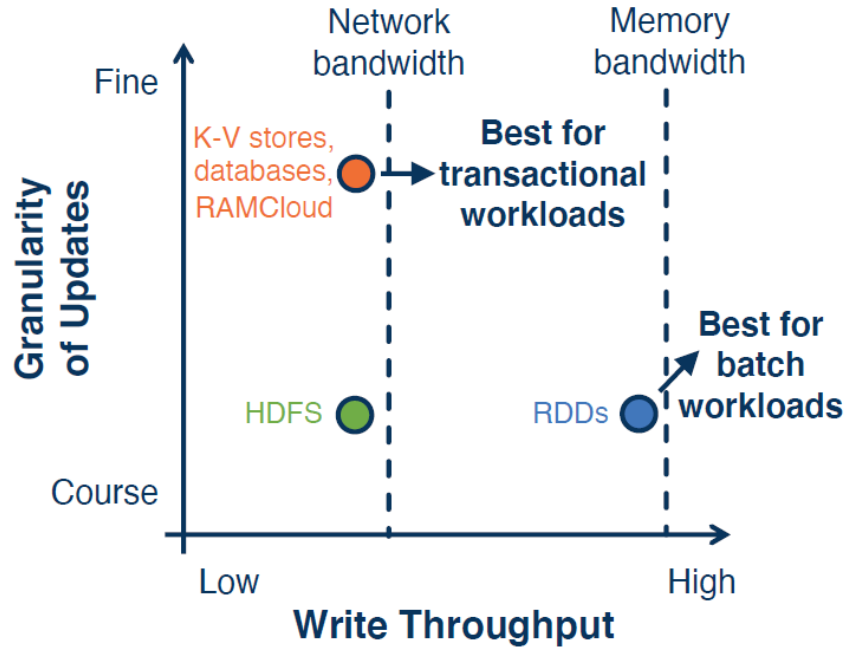 Network
bandwidth
Memory
bandwidth
Fine
K-V stores,
databases,
RAMCloud
Best for
transactional
workloads
Granularity
of Updates
Best for
batch
workloads
HDFS
RDDs
Course
Low
High
Write Throughput